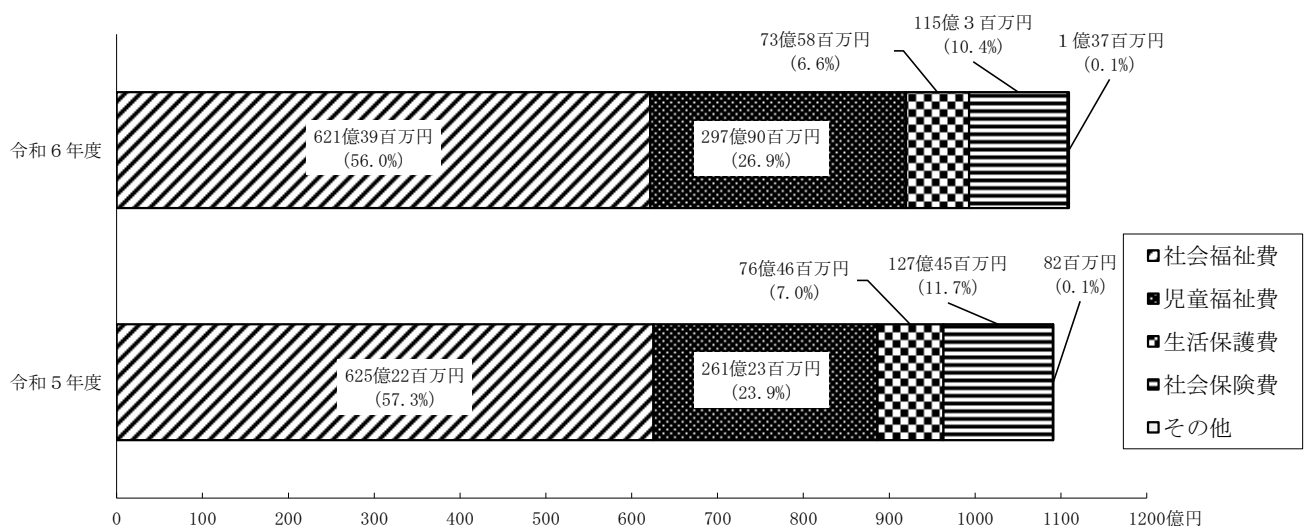 73億58百万円
(6.6%)
115億３百万円
(10.4%)
１億37百万円
(0.1%)
令和６年度
621億39百万円
(56.0%)
297億90百万円
(26.9%)
76億46百万円
(7.0%)
127億45百万円
(11.7%)
82百万円
(0.1%)
令和５年度
625億22百万円
(57.3%)
261億23百万円
(23.9%)
社会福祉費
児童福祉費
生活保護費
社会保険費
その他
0 100 200 300 400 500 600 700 800 900 1000 1100 1200億円